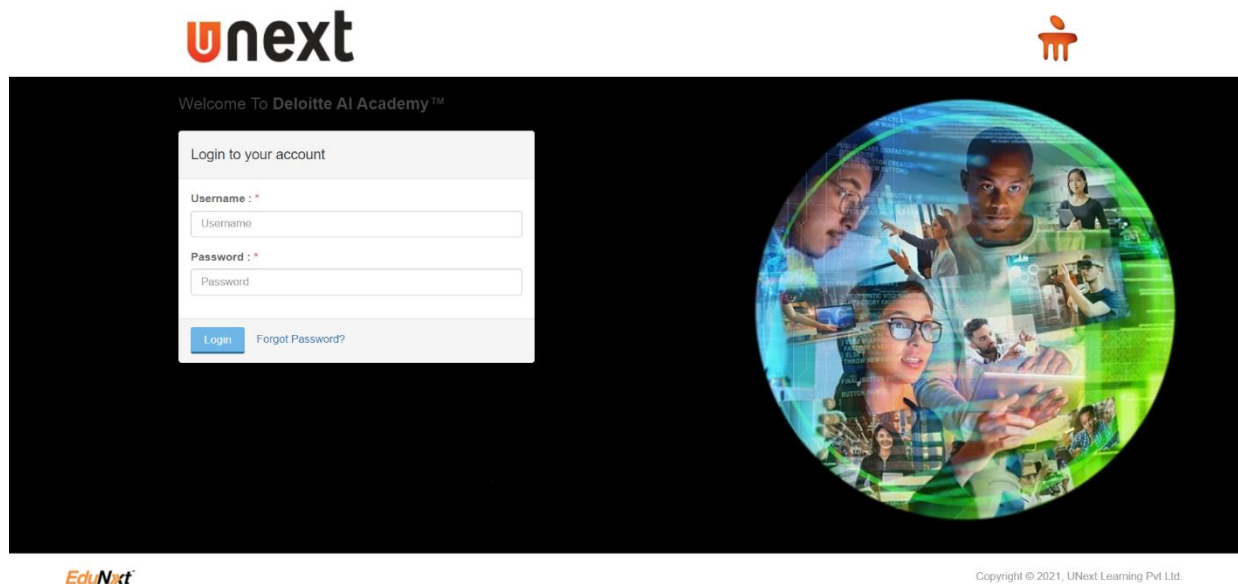 unext
Welcome To Deloitte AI Academy™
Login to your account
Username : *
Username
Password : *
Password
Login Forgot Password?
EduNxt
Copyright © 2021, UNext Learning Pvt Ltd.